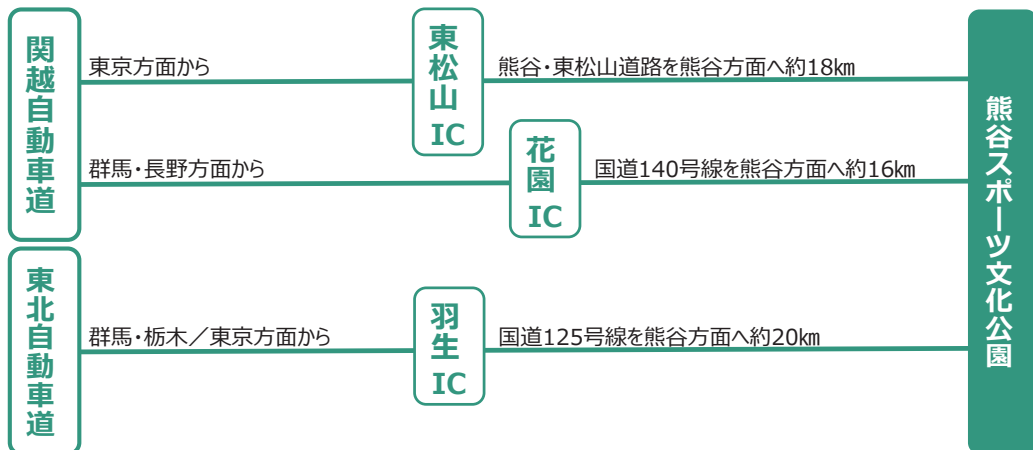 関越自動車道
東京方面から
東松山IC
熊谷・東松山道路を熊谷方面へ約18㎞
群馬・長野方面から
花園IC
国道140号線を熊谷方面へ約16㎞
東北自動車道
群馬・栃木／東京方面から
羽生IC
国道125号線を熊谷方面へ約20㎞
熊谷スポーツ文化公園